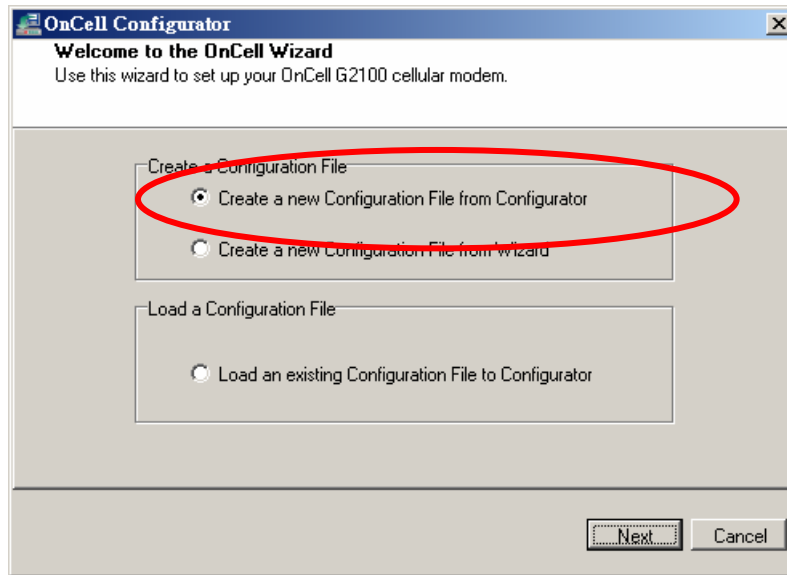 OnCell Configurator
Welcome to the OnCell Wizard
Use this wizard to set up your OnCell G2100 cellular modem.
Create a Configuration File
Create a new Configuration File from Configurator
Create a new Configuration File from Wizard
Load a Configuration File
Load an existing Configuration File to Configurator
Next
Cancel